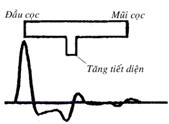 Đầu cọc
Mũi cọc
Tăng tiết diện